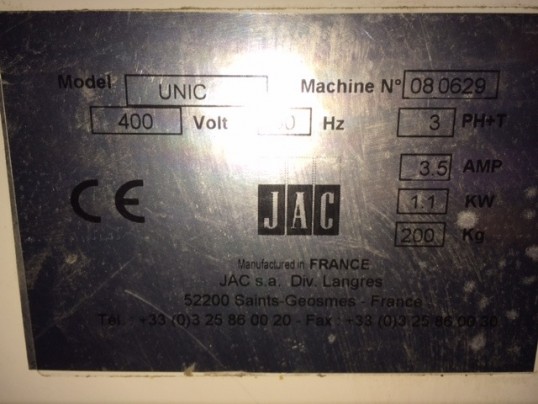 Model UNIC Machine N° 08 0629
400 Volt Hz 3 PH+T
3.5 AMP
CE JAC 1.1 KW
200 Kg
Manufactured in FRANCE
JAC s.a. Div. Langres
52200 Saints-Geosmes - France
Tél. : +33 (0)3 25 86 00 20 - Fax : +33 (0)3 25 86 00 30